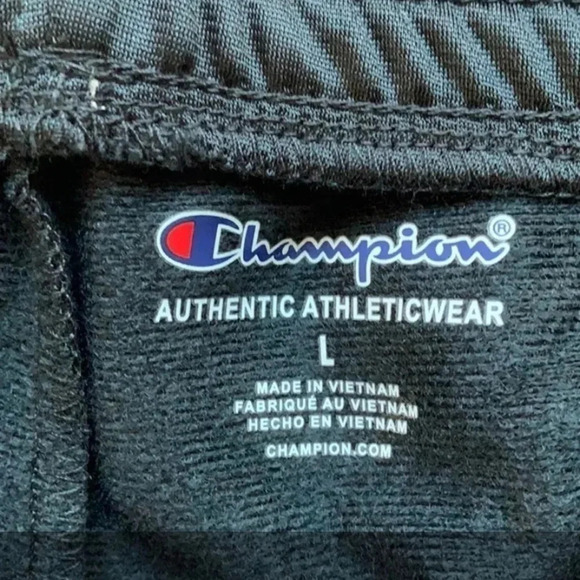 Champion®
AUTHENTIC ATHLETICWEAR
L
MADE IN VIETNAM
FABRIQUÉ AU VIETNAM
HECHO EN VIETNAM
CHAMPION.COM